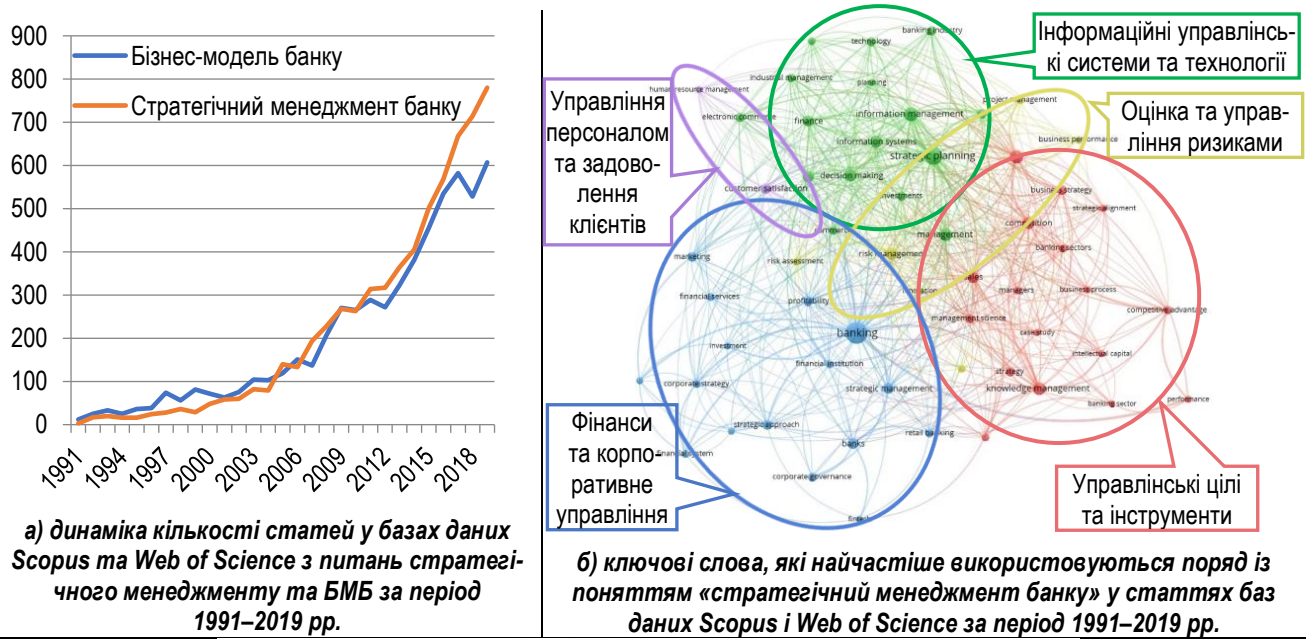 900
800
700
600
500
400
300
200
100
0
Бізнес-модель банку
Стратегічний менеджмент банку
1991
1994
1997
2000
2003
2006
2009
2012
2015
2018
а) динаміка кількості статей у базах даних
Scopus та Web of Science з питань стратегі-
чного менеджменту та БМБ за період
1991–2019 рр.
Інформаційні управлінсь-
кі системи та технології
Управління
персоналом
та задово-
лення
клієнтів
Оцінка та управ-
ління ризиками
Фінанси
та корпо-
ративне
управління
Управлінські цілі
та інструменти
banking industry
technology
industrial management
planning
human resource management
electronic commerce
finance
information management
project management
business performance
information systems
strategic planning
decision making
customer satisfaction
investments
business strategy
strategic alignment
competition
commerce
management
banking sectors
marketing
risk assessment
risk management
sales
managers
business process
financial services
profitability
innovation
competitive advantage
management science
banking
case study
investment
financial institution
intellectual capital
strategy
corporate strategy
strategic management
knowledge management
banking sector
performance
strategic approach
retail banking
banks
financial system
corporate governance
fintech
б) ключові слова, які найчастіше використовуються поряд із
поняттям «стратегічний менеджмент банку» у статтях баз
даних Scopus і Web of Science за період 1991–2019 рр.